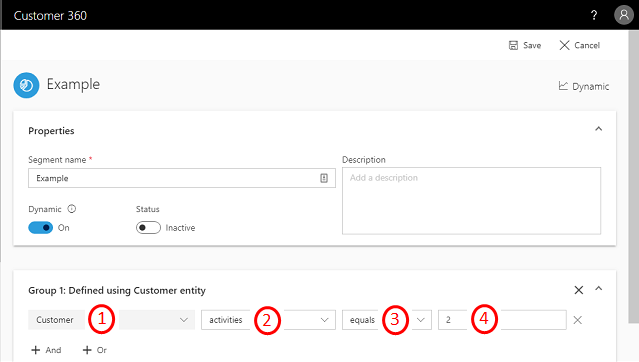 Customer 360 ?
Save Cancel
Example Dynamic
Properties
Segment name * Description
Example Add a description
Dynamic Status
On Inactive
Group 1: Defined using Customer entity
Customer 1 activities 2 equals 3 2 4
+ And + Or